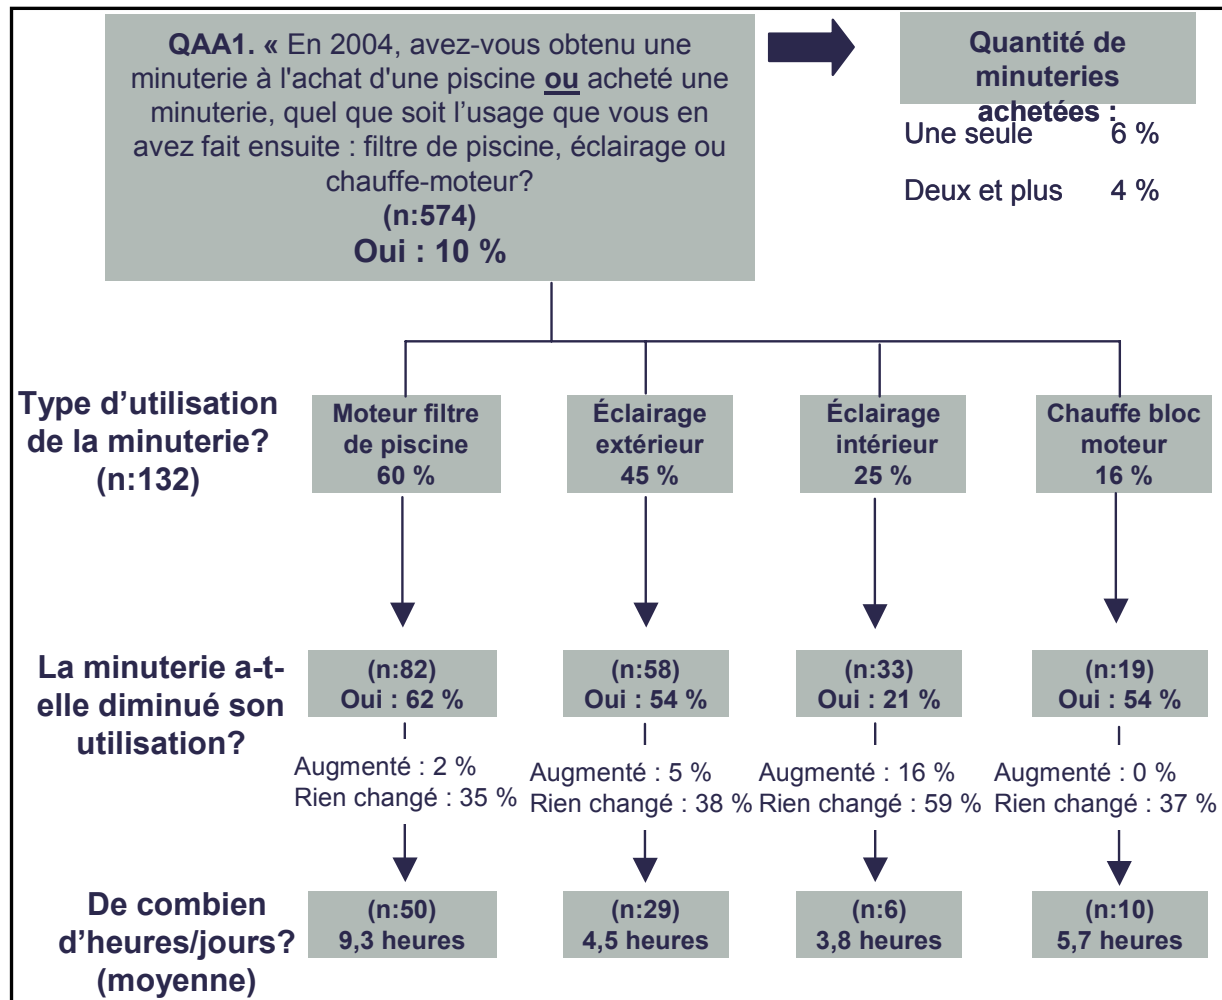 QAA1. « En 2004, avez-vous obtenu une
minuterie à l'achat d'une piscine ou acheté une
minuterie, quel que soit l’usage que vous en
avez fait ensuite : filtre de piscine, éclairage ou
chauffe-moteur?
(n:574)
Oui : 10 %
Quantité de
minuteries
achetées :
Une seule 6 %
Deux et plus 4 %
Type d’utilisation
de la minuterie?
(n:132)
Moteur filtre
de piscine
60 %
Éclairage
extérieur
45 %
Éclairage
intérieur
25 %
Chauffe bloc
moteur
16 %
La minuterie a-t-
elle diminué son
utilisation?
(n:82)
Oui : 62 %
(n:58)
Oui : 54 %
(n:33)
Oui : 21 %
(n:19)
Oui : 54 %
Augmenté : 2 %
Rien changé : 35 %
Augmenté : 5 %
Rien changé : 38 %
Augmenté : 16 %
Rien changé : 59 %
Augmenté : 0 %
Rien changé : 37 %
De combien
d’heures/jours?
(moyenne)
(n:50)
9,3 heures
(n:29)
4,5 heures
(n:6)
3,8 heures
(n:10)
5,7 heures